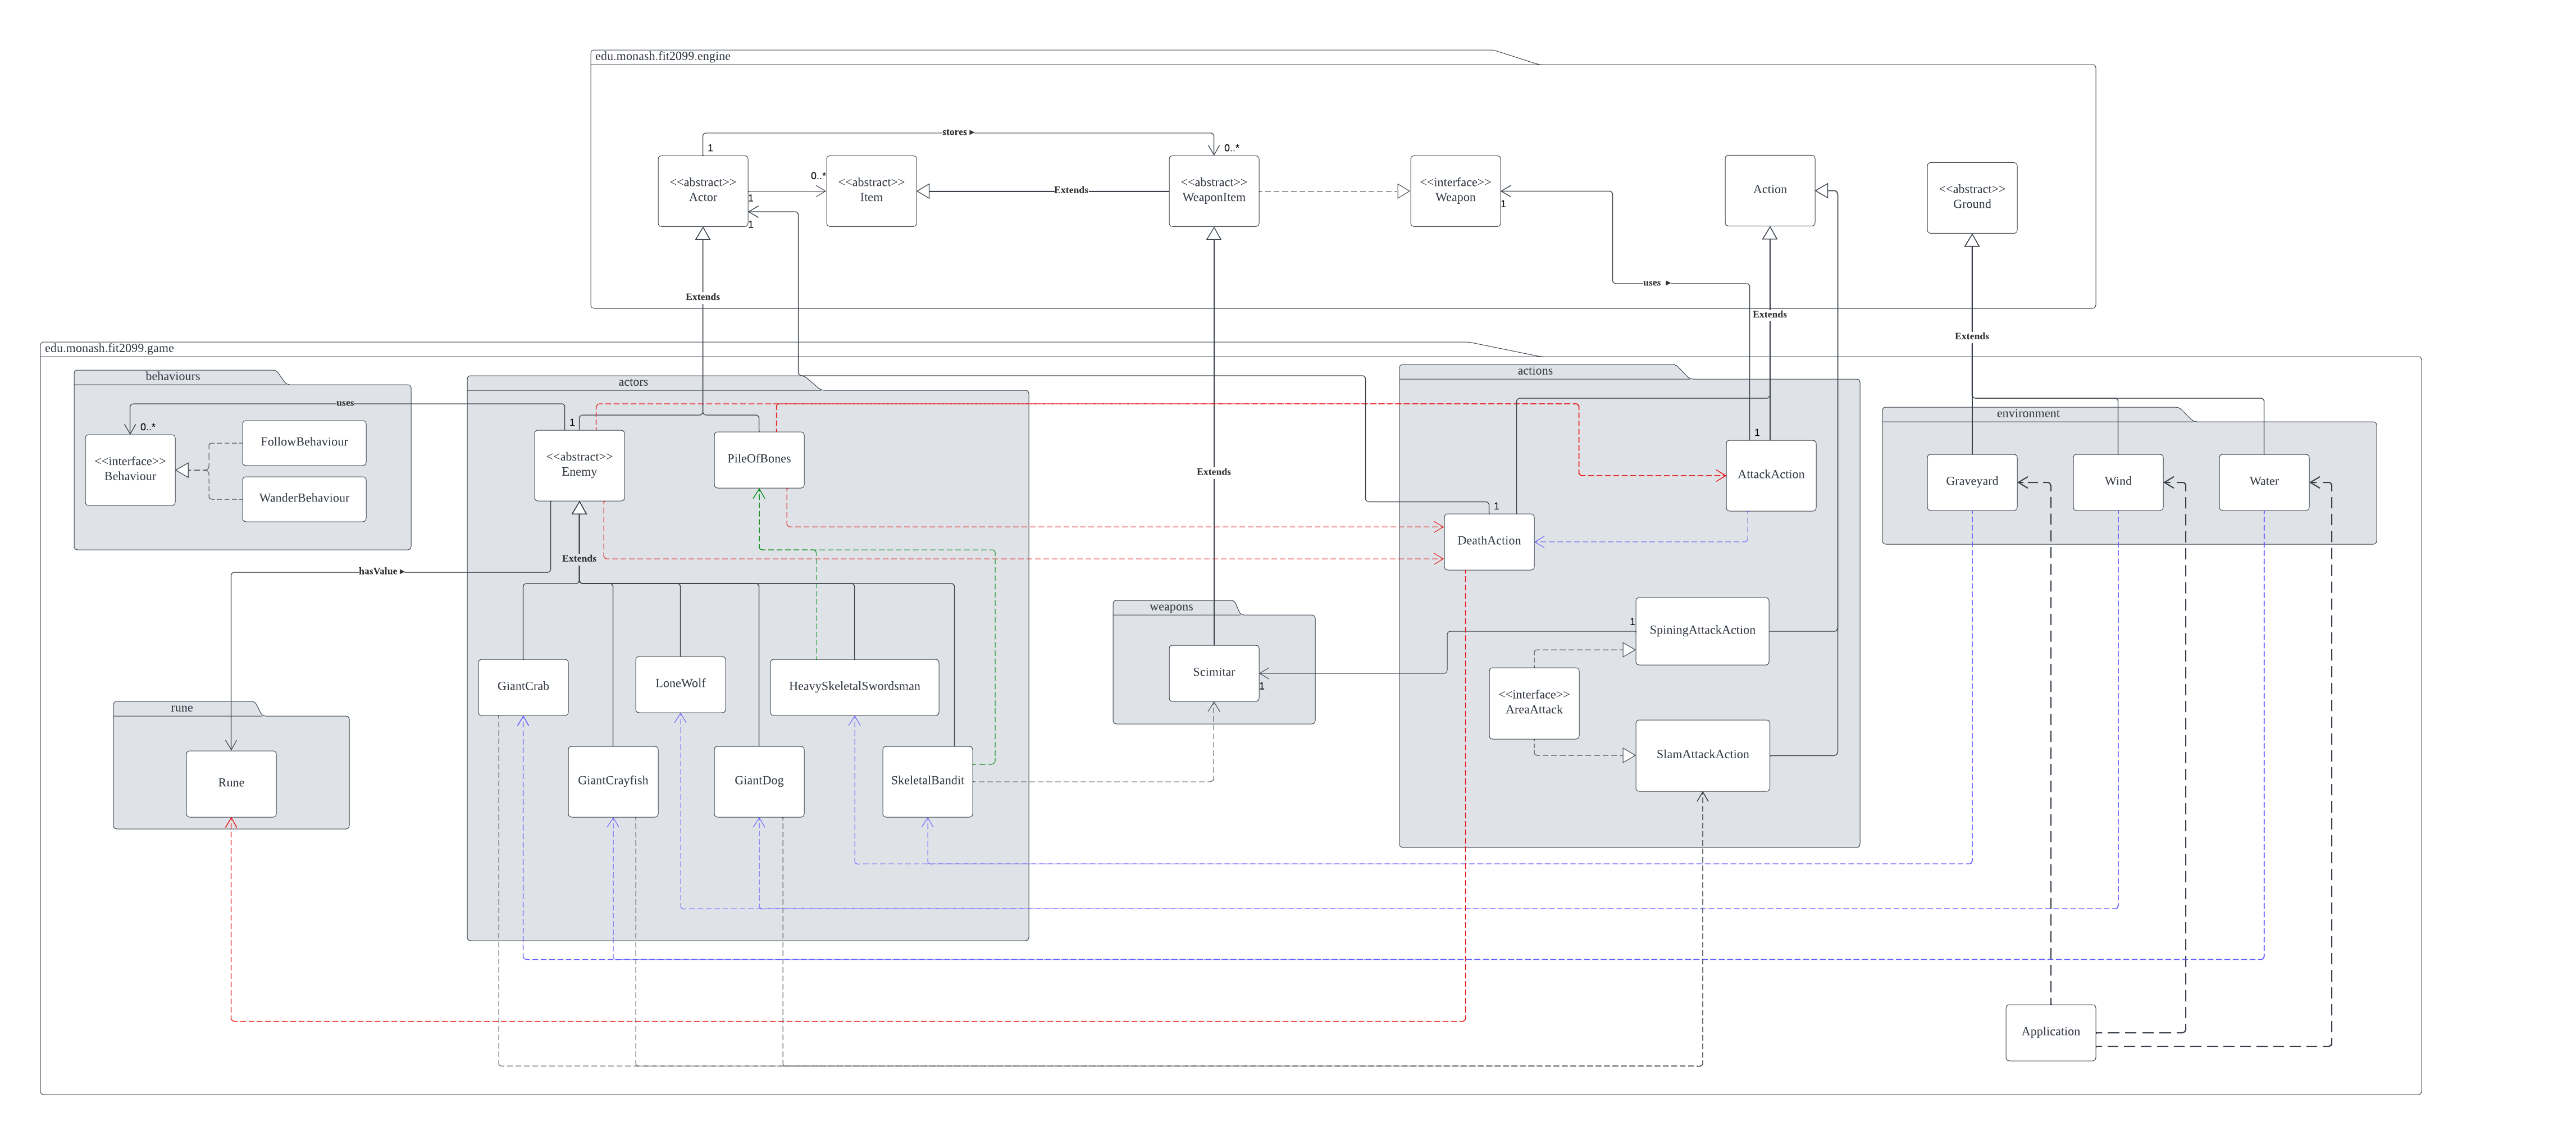 edu.monash.fit2099.engine
stores ►
1
0..*
<<abstract>>
Actor
0..*
1
1
<<abstract>>
Item
Extends
<<abstract>>
WeaponItem
<<interface>>
Weapon
1
Action
<<abstract>>
Ground
Extends
uses ►
Extends
Extends
edu.monash.fit2099.game
behaviours
uses
0..*
<<interface>>
Behaviour
FollowBehaviour
WanderBehaviour
actors
1
<<abstract>>
Enemy
PileOfBones
Extends
hasValue ►
GiantCrab
LoneWolf
HeavySkeletalSwordsman
GiantCrayfish
GiantDog
SkeletalBandit
rune
Rune
Extends
weapons
Scimitar
1
actions
1
AttackAction
1
DeathAction
1
SpiningAttackAction
<<interface>>
AreaAttack
SlamAttackAction
environment
Graveyard
Wind
Water
Application